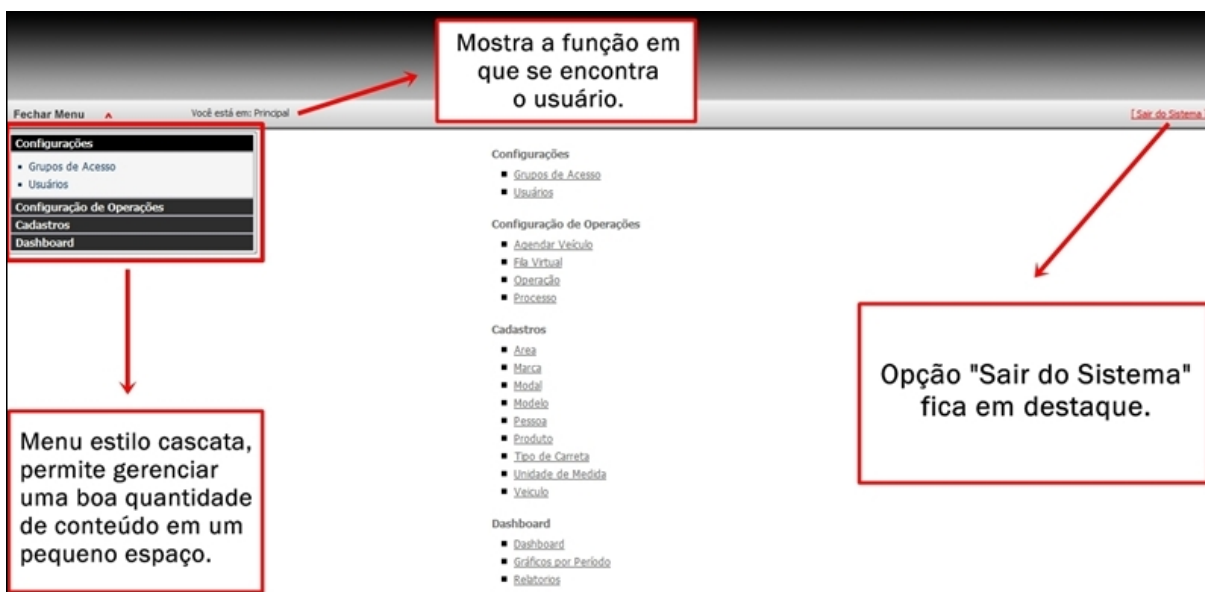 Mostra a função em
que se encontra
o usuário.
Fechar Menu
Você está em: Principal
[ Sair do Sistema ]
Configurações
Grupos de Acesso
Usuários
Configuração de Operações
Cadastros
Dashboard
Configurações
Grupos de Acesso
Usuários
Configuração de Operações
Agendar Veículo
Fila Virtual
Operação
Processo
Cadastros
Area
Marca
Modal
Modelo
Pessoa
Produto
Tipo de Carreta
Unidade de Medida
Veiculo
Dashboard
Dashboard
Gráficos por Período
Relatorios
Menu estilo cascata,
permite gerenciar
uma boa quantidade
de conteúdo em um
pequeno espaço.
Opção "Sair do Sistema"
fica em destaque.